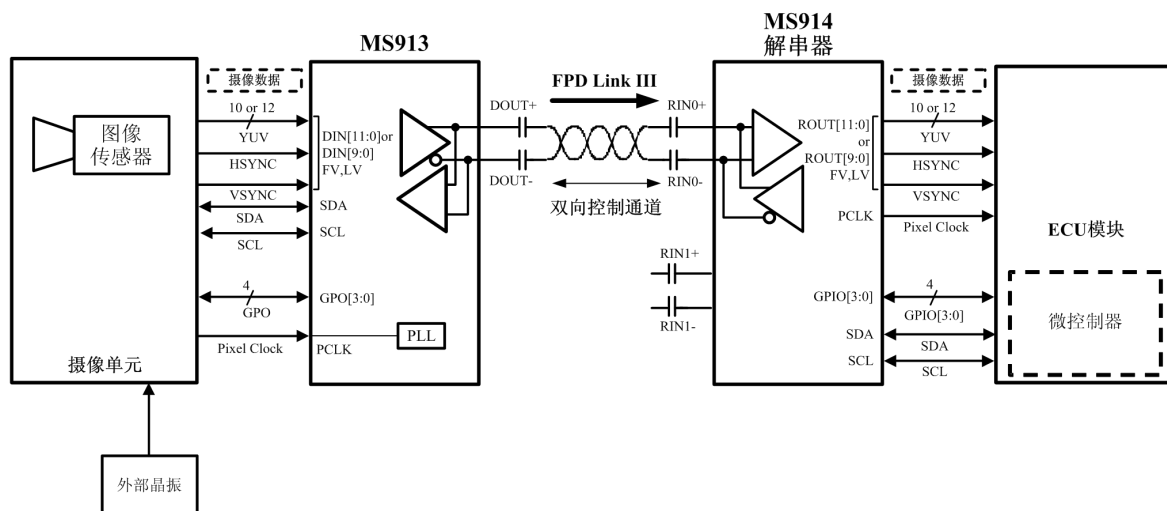 MS913
MS914
解串器
摄像数据
FPD Link III
摄像数据
图像
传感器
10 or 12
YUV
HSYNC
VSYNC
SDA
SCL
4
GPO
Pixel Clock
摄像单元
外部晶振
DIN[11:0]or
DIN[9:0]
FV,LV
SDA
SCL
GPO[3:0]
PCLK
PLL
DOUT+
DOUT-
双向控制通道
RIN0+
RIN0-
RIN1+
RIN1-
ROUT[11:0]
or
ROUT[9:0]
FV,LV
PCLK
GPIO[3:0]
SDA
SCL
10 or 12
YUV
HSYNC
VSYNC
Pixel Clock
4
GPIO[3:0]
SDA
SCL
ECU模块
微控制器